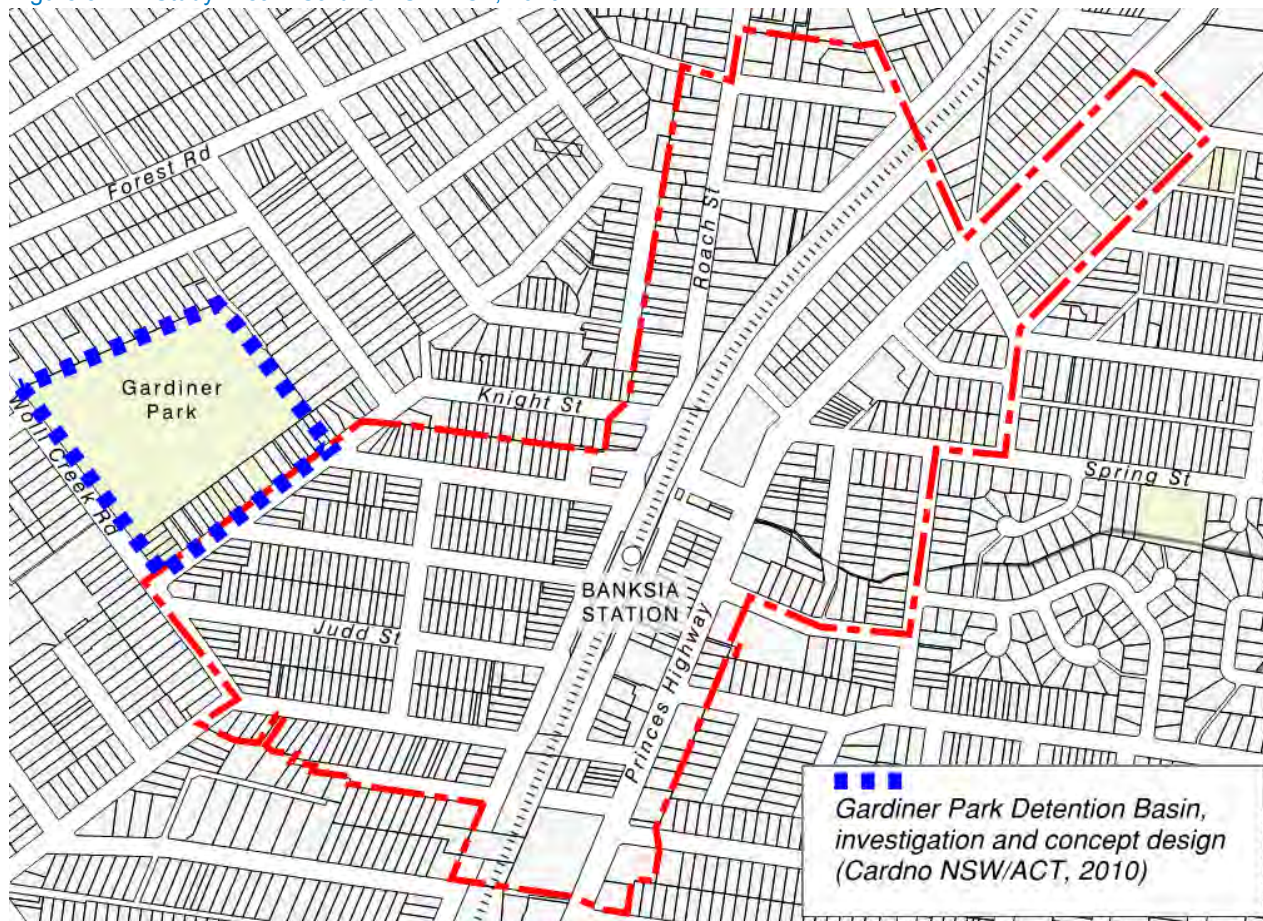 Forest Rd
Roach St
Gardiner
Park
Knight St
Wolli Creek Rd
Spring St
BANKSIA
STATION
Judd St
Princes Highway
Gardiner Park Detention Basin,
investigation and concept design
(Cardno NSW/ACT, 2010)